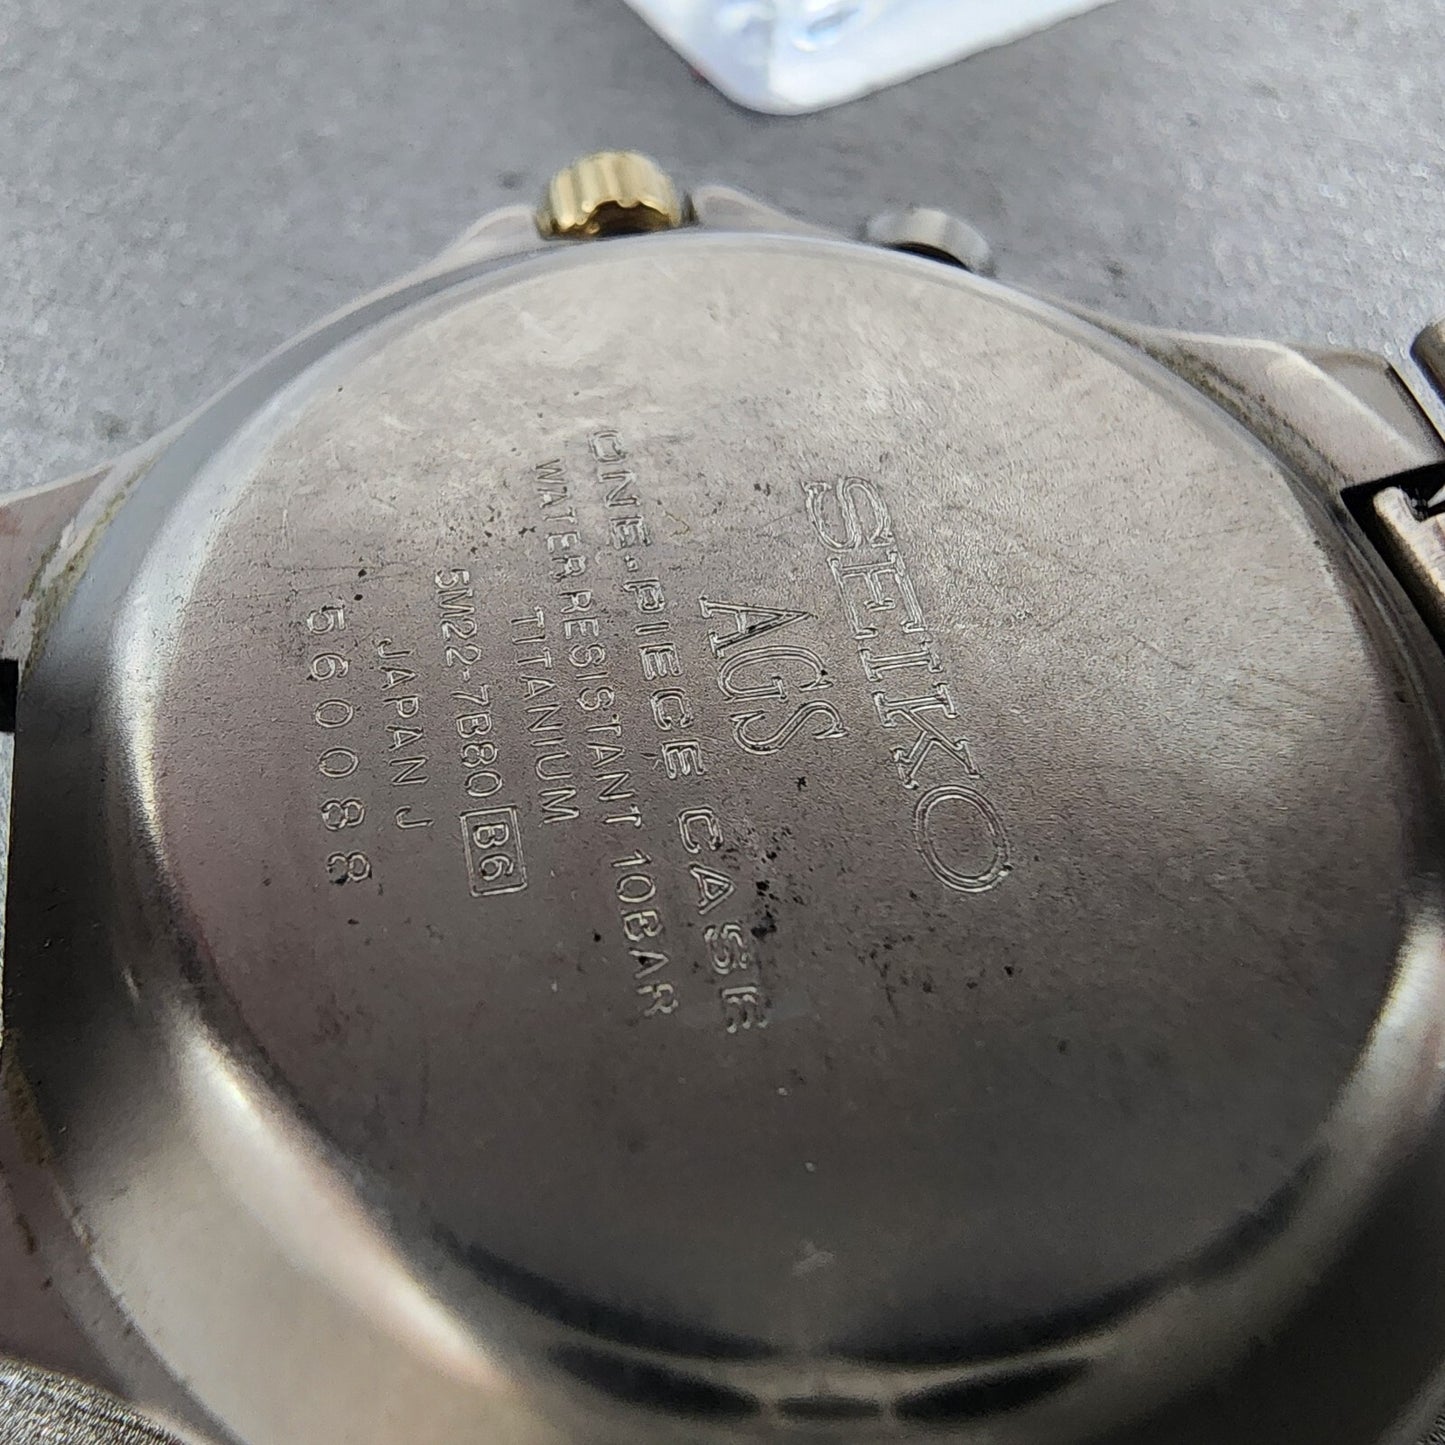 SEIKO
AGS
ONE-PIECE CASE
WATER RESISTANT 10BAR
TITANIUM
5M22-7B80 B6
JAPAN J
560088